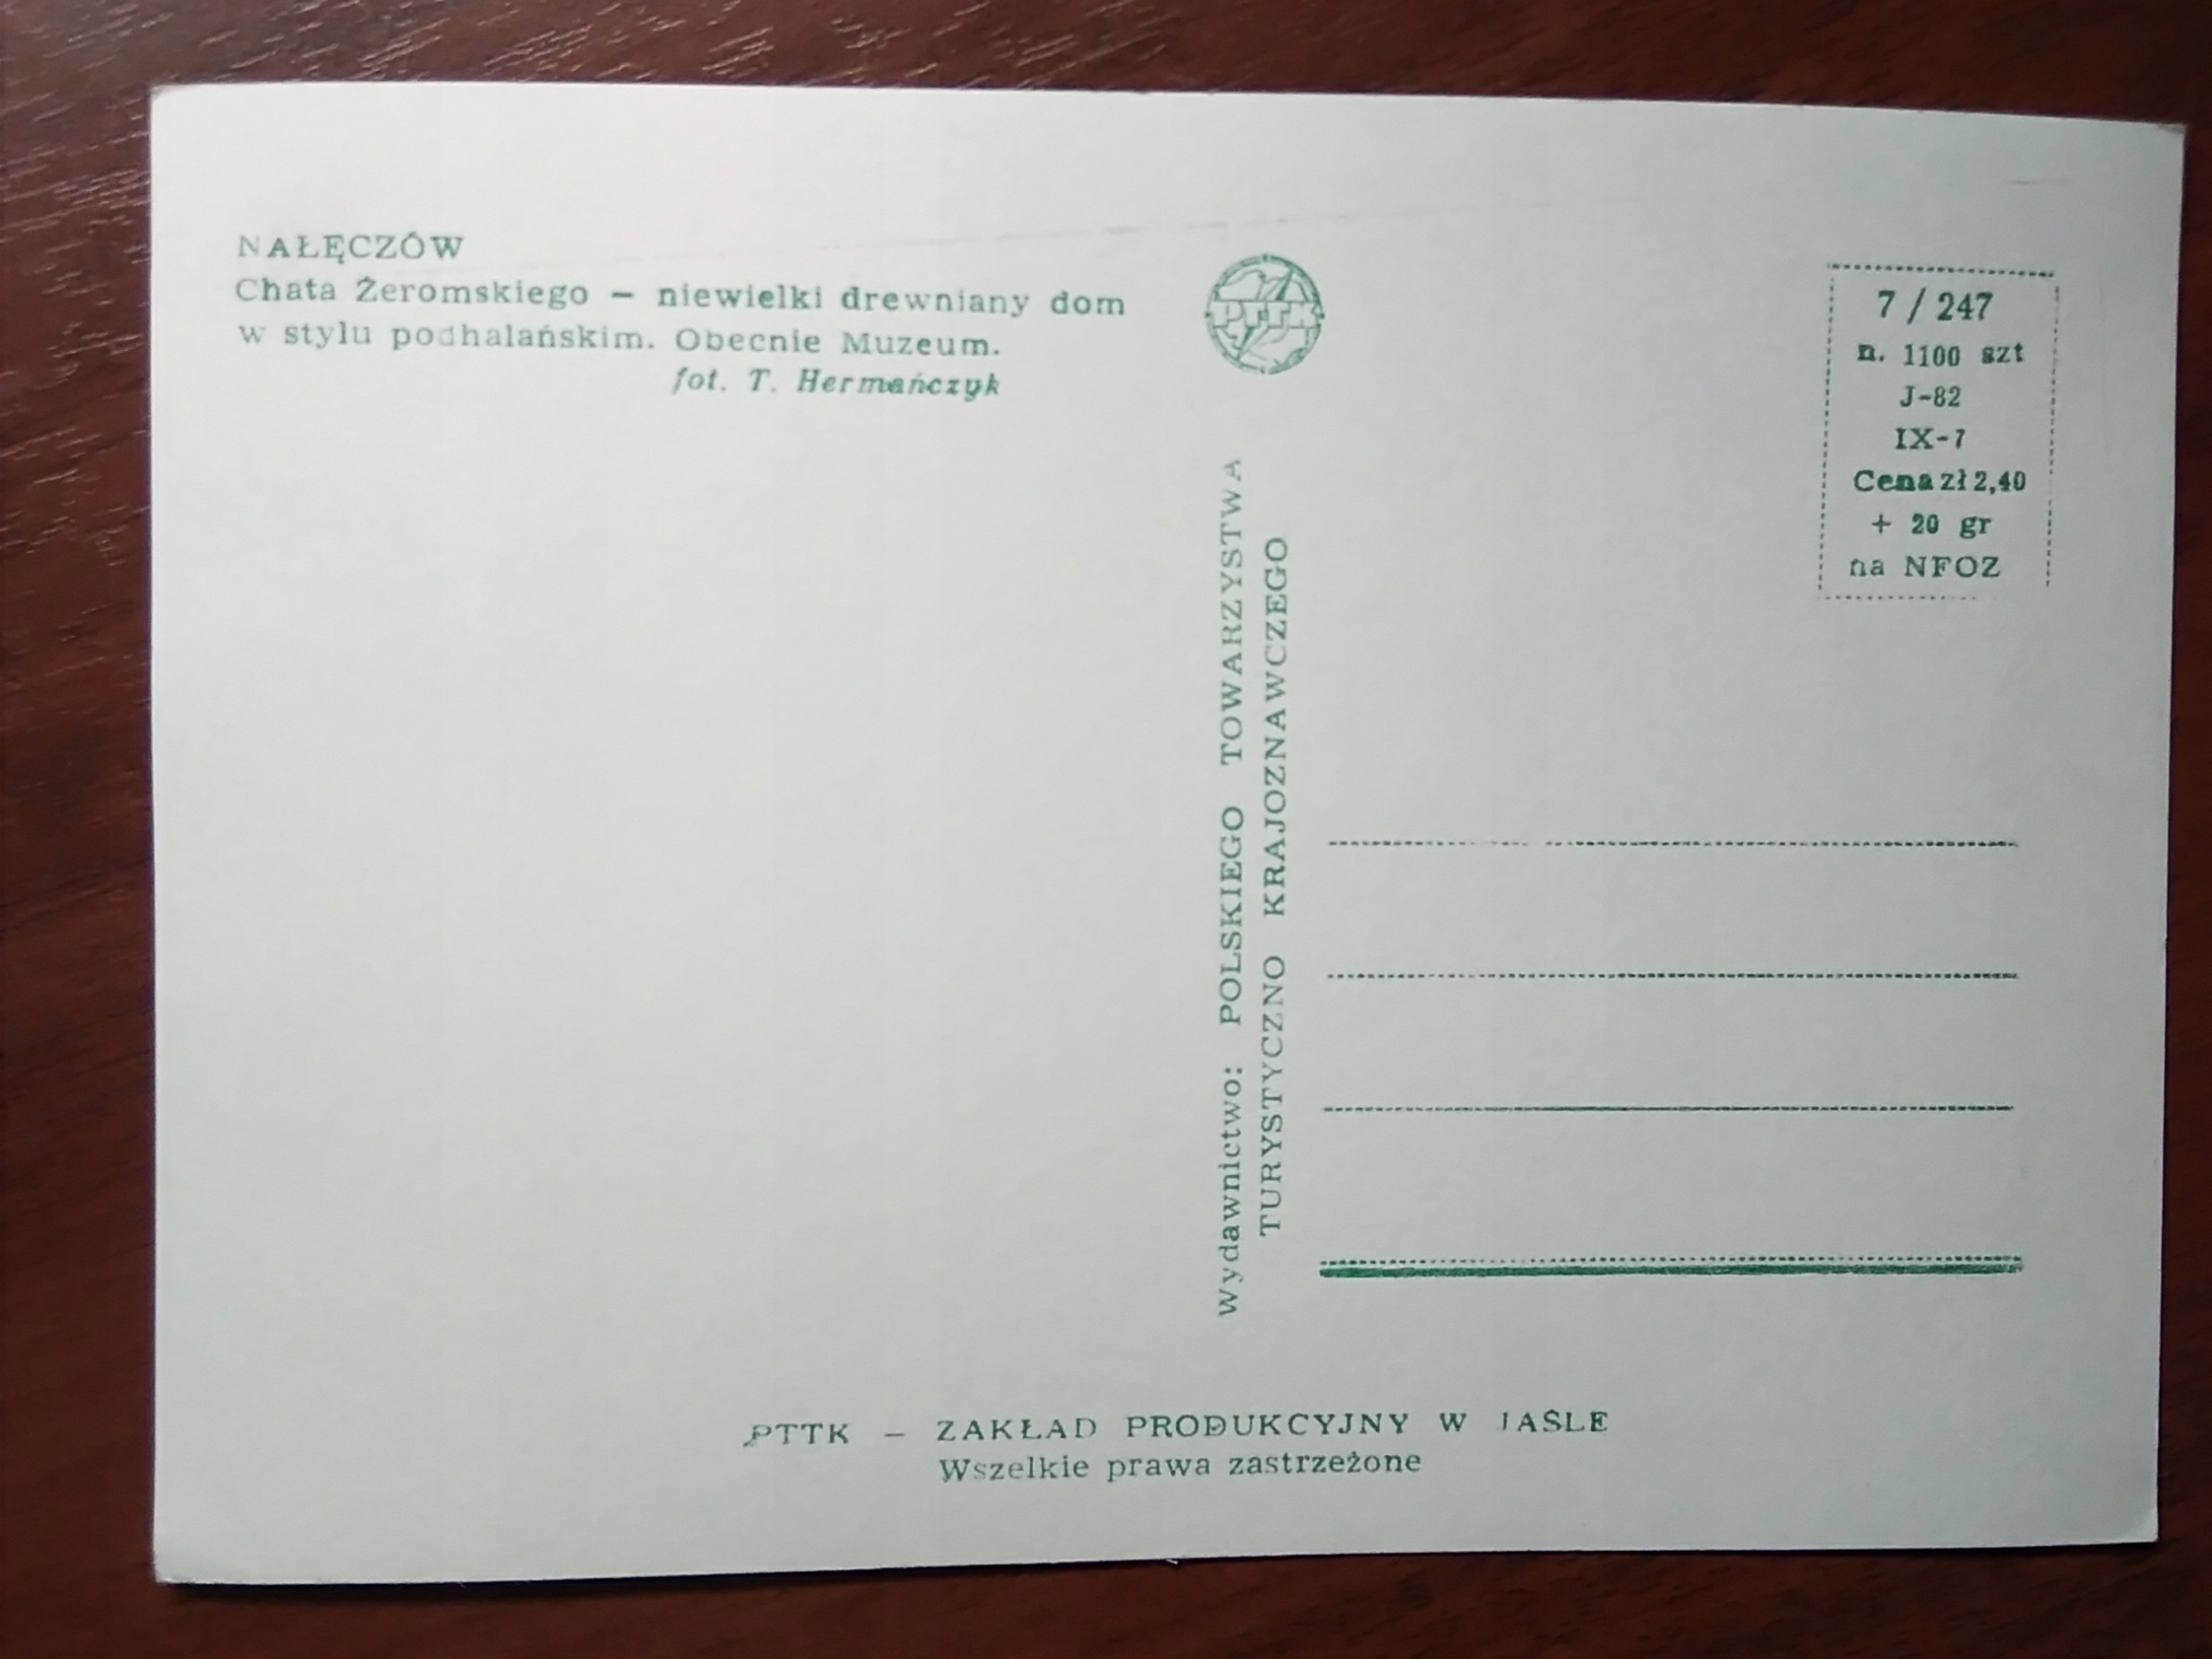 NAŁĘCZÓW
Chata Żeromskiego – niewielki drewniany dom
w stylu podhalańskim. Obecnie Muzeum.
fot. T. Hermańczyk
PTTK
7 / 247
n. 1100 szt
J-82
IX-7
Cena zł 2,40
+ 20 gr
na NFOZ
wydawnictwo: POLSKIEGO TOWARZYSTWA
TURYSTYCZNO KRAJOZNAWCZEGO
PTTK – ZAKŁAD PRODUKCYJNY W JAŚLE
Wszelkie prawa zastrzeżone